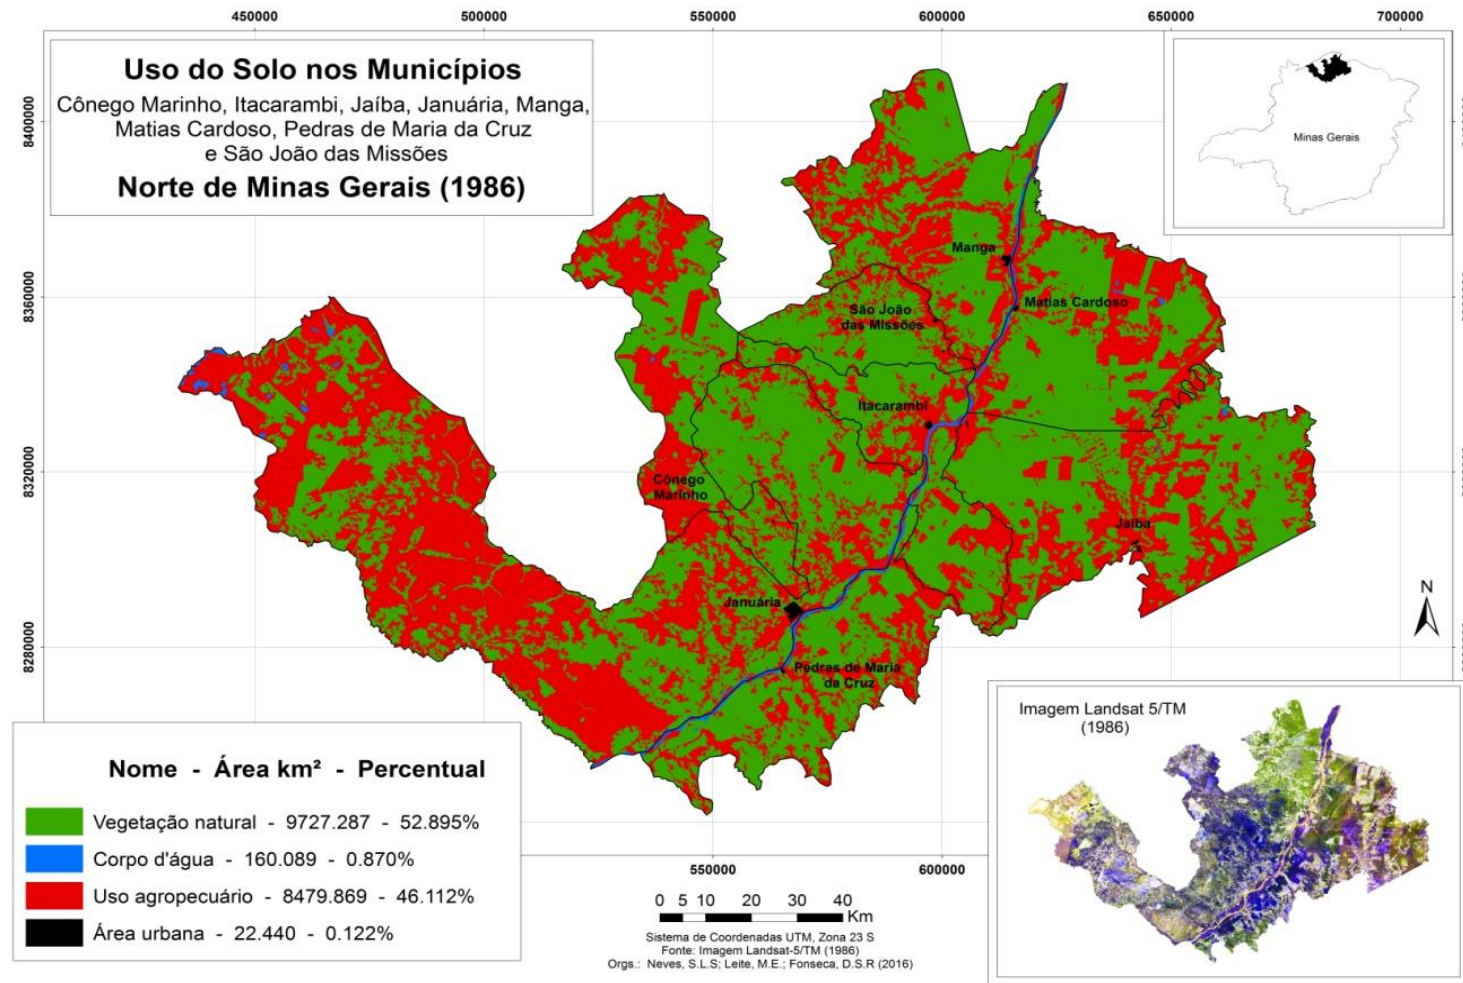 450000
500000
550000
600000
650000
700000
Uso do Solo nos Municípios
Cônego Marinho, Itacarambi, Jaíba, Januária, Manga,
Matias Cardoso, Pedras de Maria da Cruz
e São João das Missões
Norte de Minas Gerais (1986)
Minas Gerais
8400000
8360000
8320000
8280000
Manga
Matias Cardoso
São João
das Missões
Itacarambi
Cônego
Marinho
Jaíba
Januária
Pedras de Maria
da Cruz
N
Nome - Área km² - Percentual
Vegetação natural - 9727.287 - 52.895%
Corpo d'água - 160.089 - 0.870%
Uso agropecuário - 8479.869 - 46.112%
Área urbana - 22.440 - 0.122%
550000
600000
0 5 10 20 30 40
Km
Sistema de Coordenadas UTM, Zona 23 S
Fonte: Imagem Landsat-5/TM (1986)
Orgs.: Neves, S.L.S; Leite, M.E.; Fonseca, D.S.R (2016)
Imagem Landsat 5/TM
(1986)